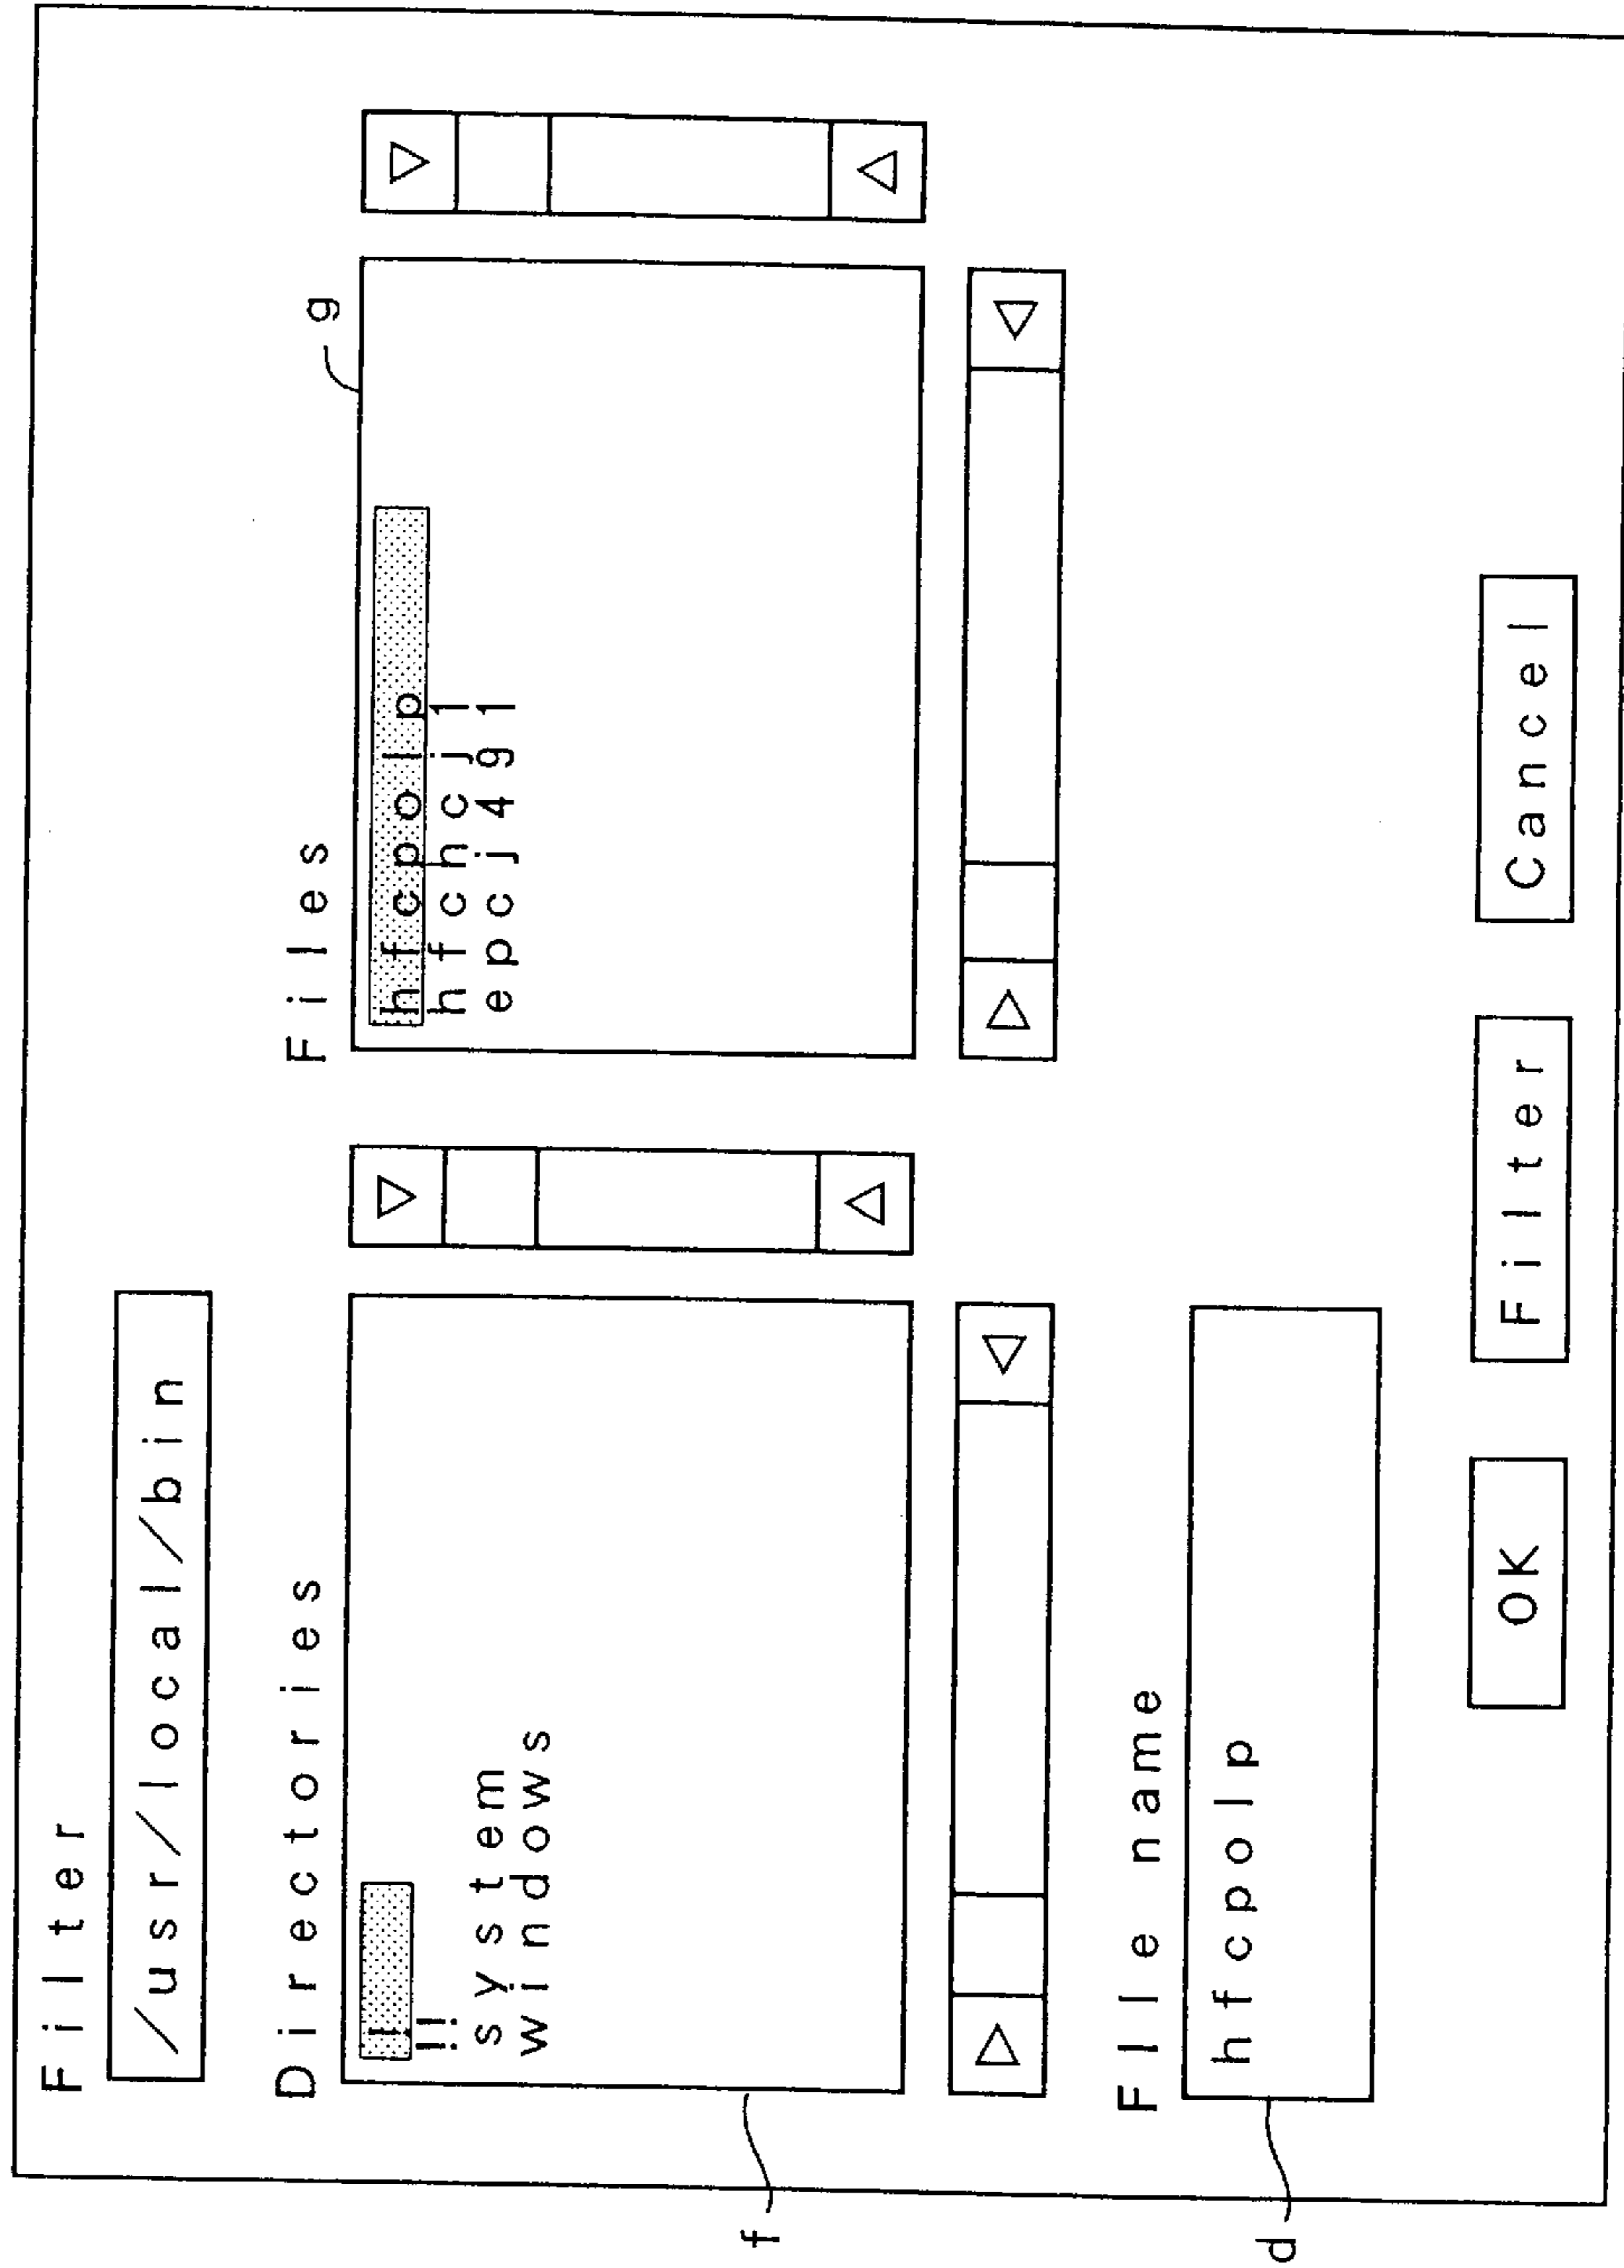 Filter
/usr/local/bin
Directories
Files
g
!
!!
system
windows
hfcpolp
hfchcj1
epcj4g1
f
FIle name
hfcpolp
d
OK
Filter
Cancel